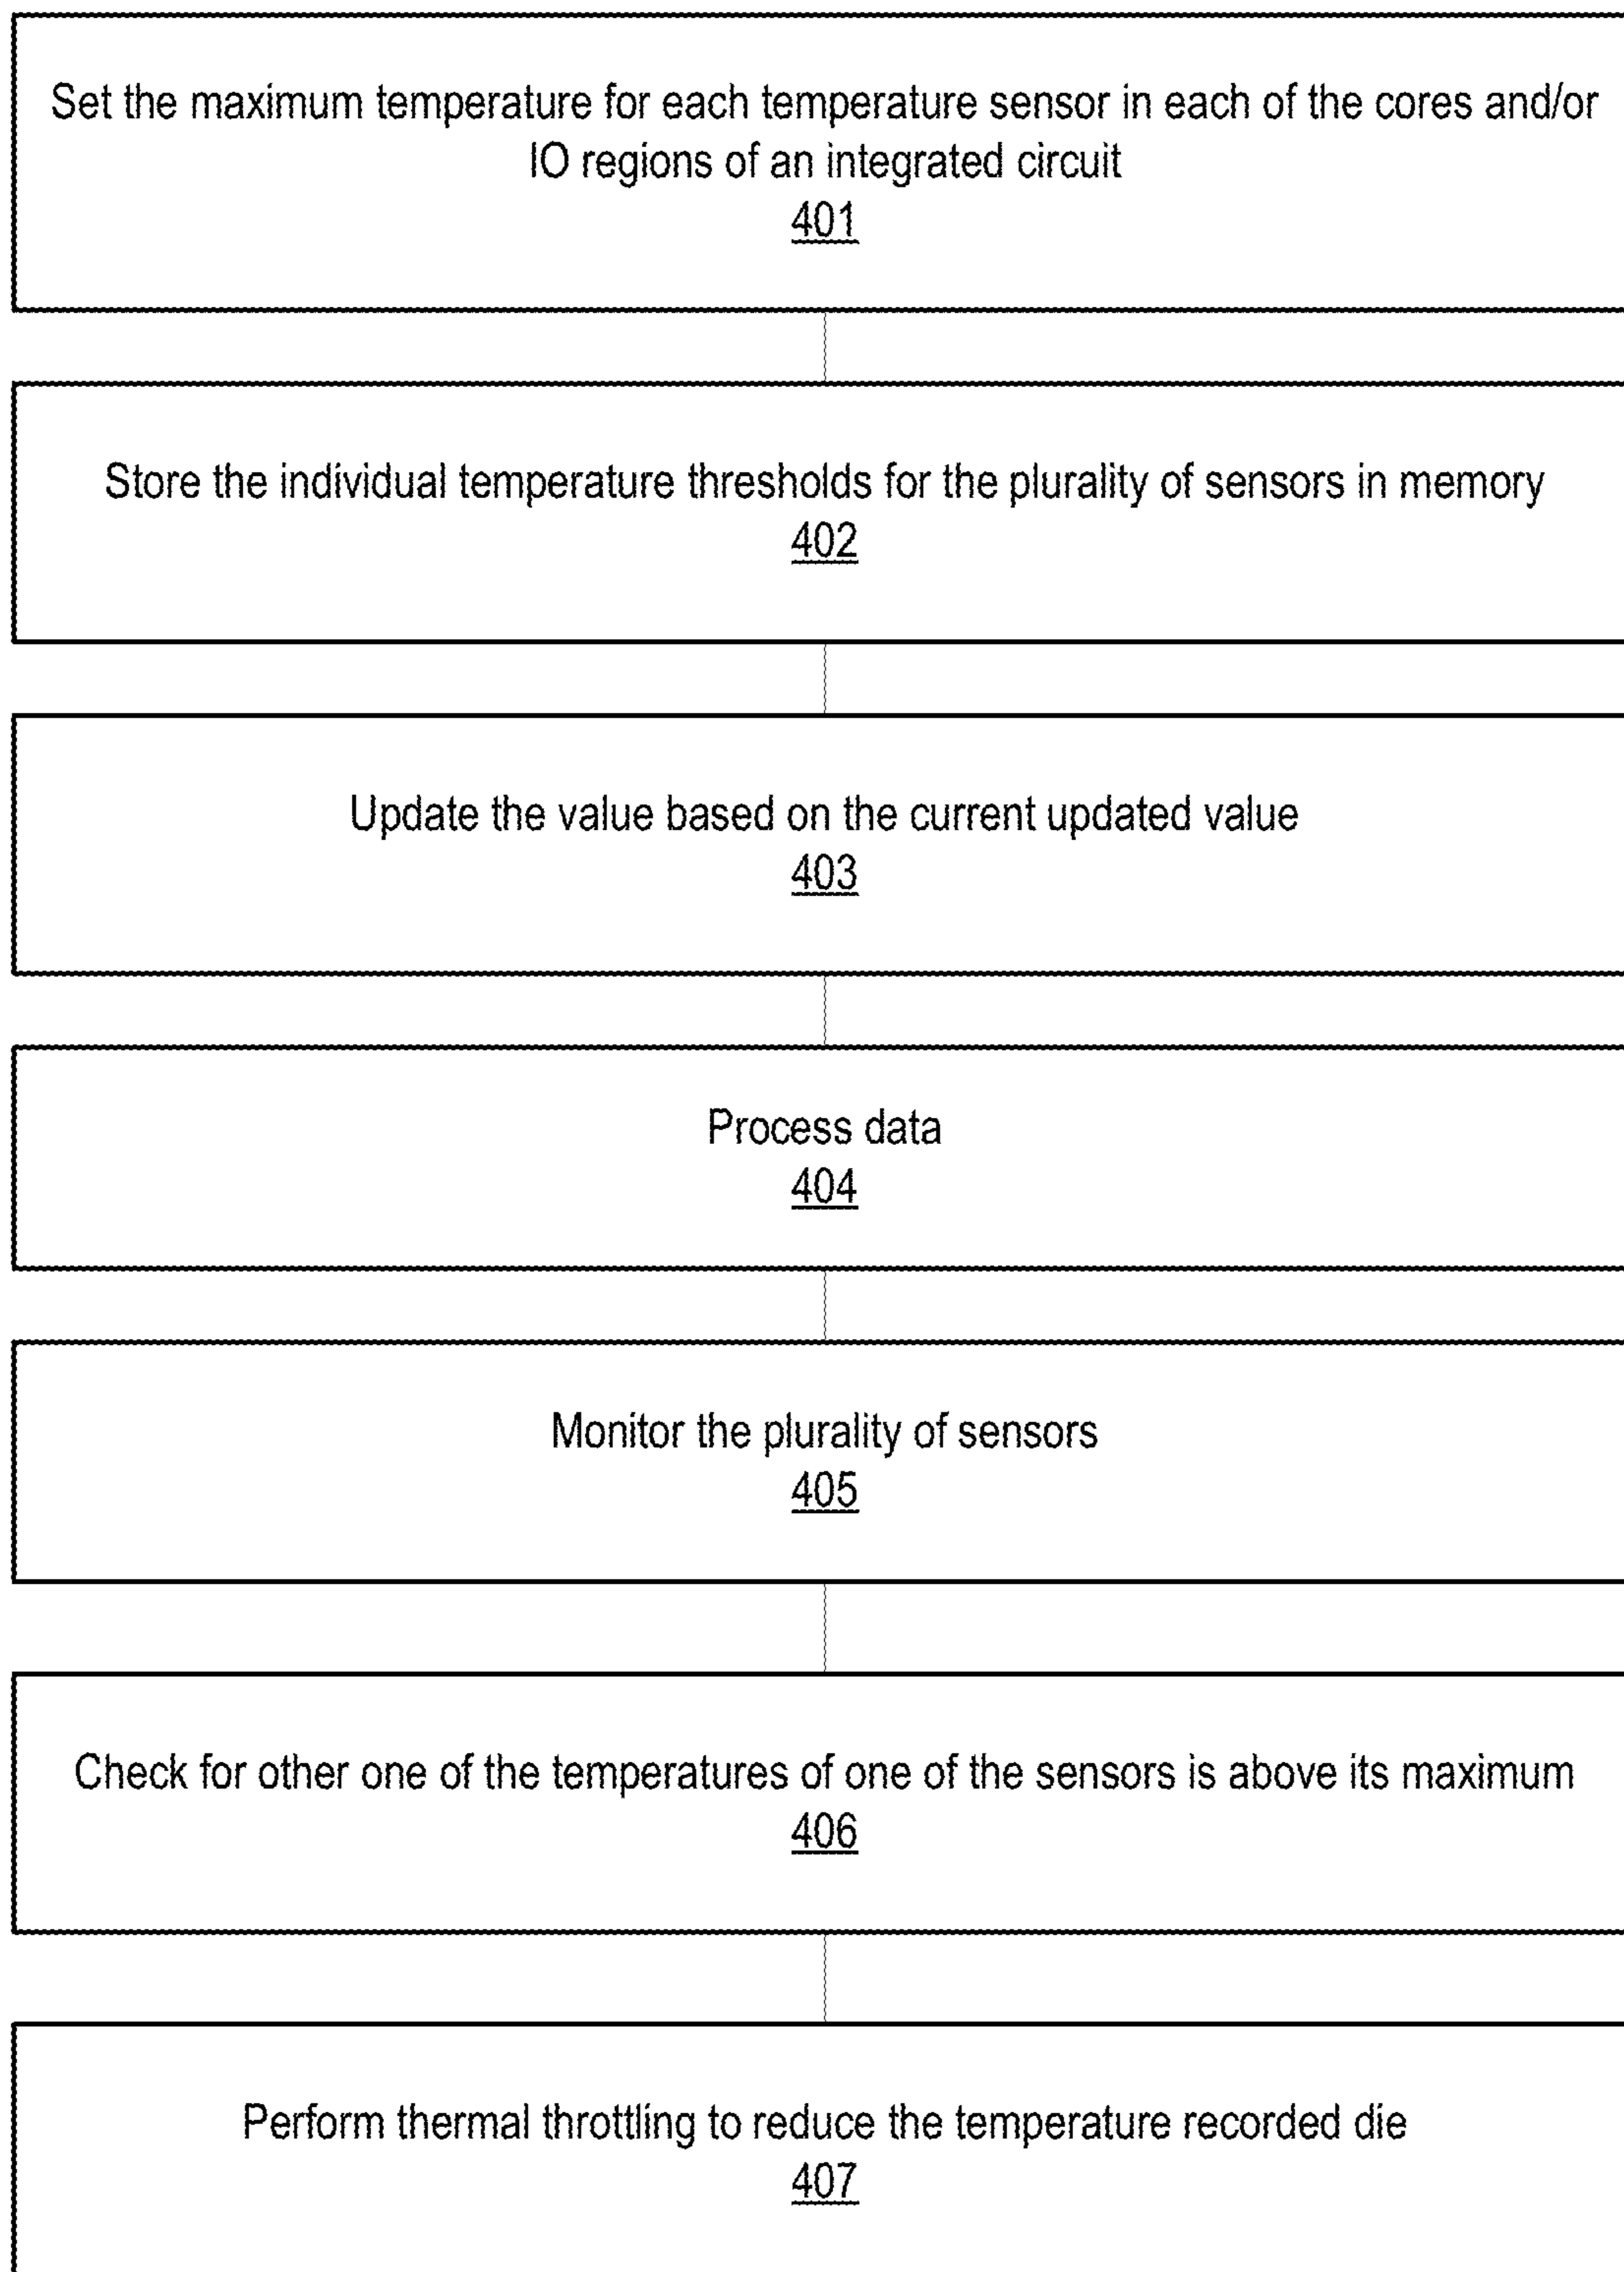 Set the maximum temperature for each temperature sensor in each of the cores and/or
IO regions of an integrated circuit
401
Store the individual temperature thresholds for the plurality of sensors in memory
402
Update the value based on the current updated value
403
Process data
404
Monitor the plurality of sensors
405
Check for other one of the temperatures of one of the sensors is above its maximum
406
Perform thermal throttling to reduce the temperature recorded die
407